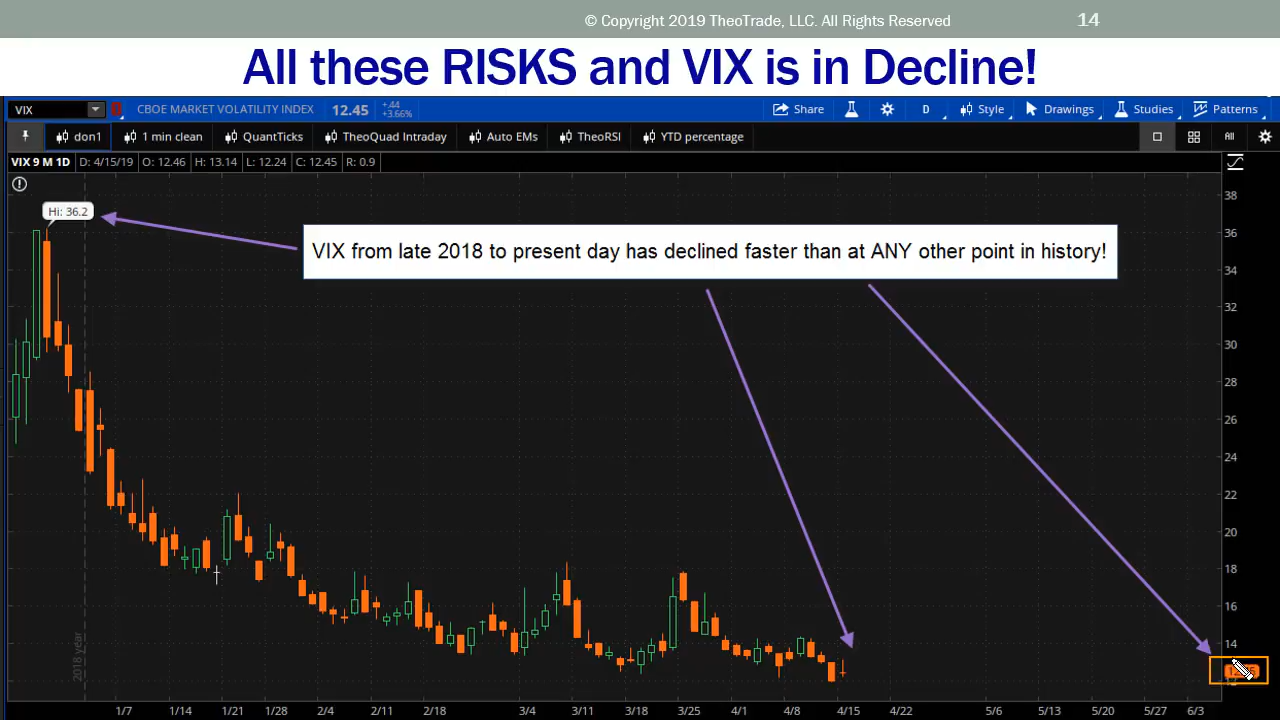 © Copyright 2019 TheoTrade, LLC. All Rights Reserved 14
All these RISKS and VIX is in Decline!
VIX CBOE MARKET VOLATILITY INDEX 12.45 +.44 +3.66% Share D Style Drawings Studies Patterns
don1 1 min clean QuantTicks TheoQuad Intraday Auto EMs TheoRSI YTD percentage All
VIX 9 M 1D D: 4/15/19 O: 12.46 H: 13.14 L: 12.24 C: 12.45 R: 0.9
38
Hi: 36.2
36
VIX from late 2018 to present day has declined faster than at ANY other point in history!
34
32
30
28
26
24
22
20
18
16
14
2018 year
1/7 1/14 1/21 1/28 2/4 2/11 2/18 3/4 3/11 3/18 3/25 4/1 4/8 4/15 4/22 5/6 5/13 5/20 5/27 6/3